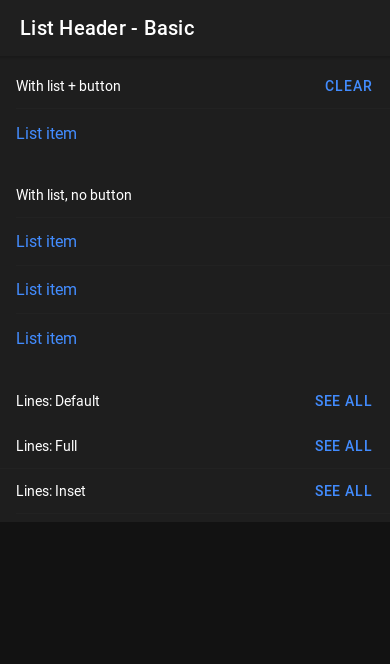 List Header - Basic
With list + button
CLEAR
List item
With list, no button
List item
List item
List item
Lines: Default
SEE ALL
Lines: Full
SEE ALL
Lines: Inset
SEE ALL